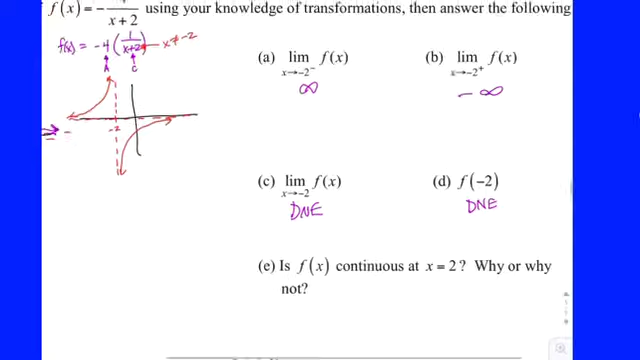 f(x) = - 4/(x + 2) using your knowledge of transformations, then answer the following
f(x) = -4 (1/(x+2)) x ≠ -2
A C
-2
(a) lim x→-2⁻ f(x)
∞
(b) lim x→-2⁺ f(x)
- ∞
(c) lim x→-2 f(x)
DNE
(d) f(-2)
DNE
(e) Is f(x) continuous at x = 2? Why or why
not?